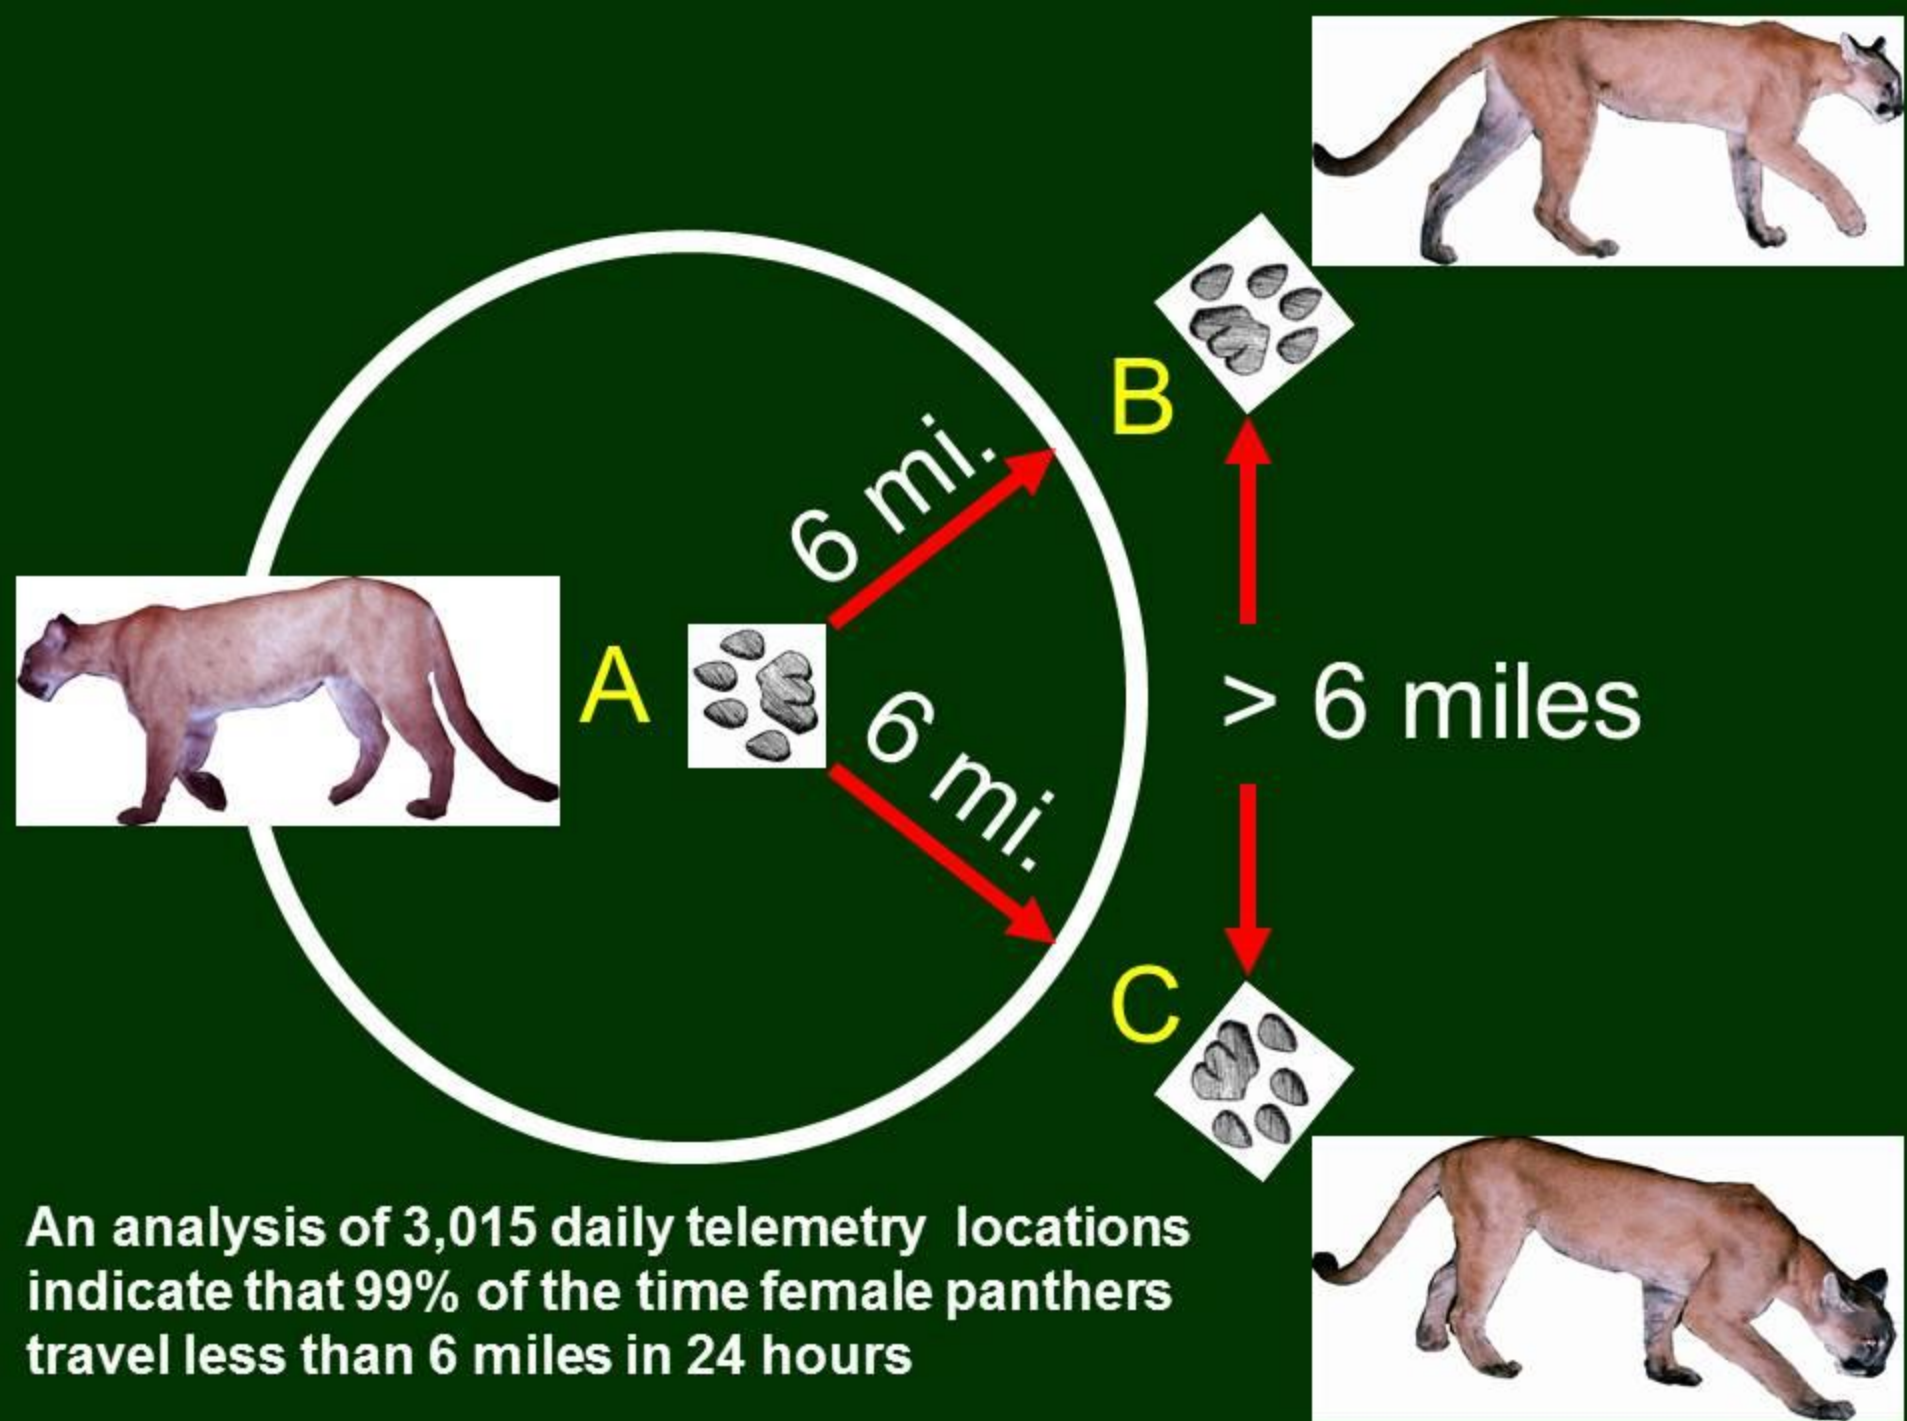 B
6 mi.
A
6 mi.
> 6 miles
C
An analysis of 3,015 daily telemetry locations
indicate that 99% of the time female panthers
travel less than 6 miles in 24 hours